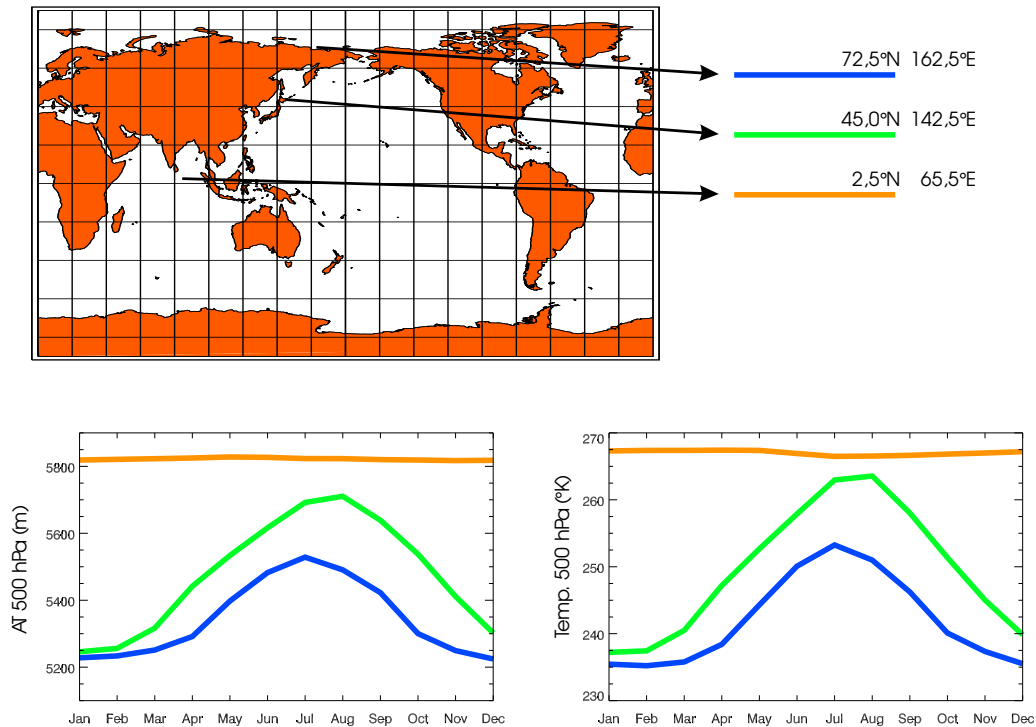 72,5ºN 162,5ºE
45,0ºN 142,5ºE
2,5ºN 65,5ºE
AT 500 hPa (m)
5800
5600
5400
5200
Jan Feb Mar Apr May Jun Jul Aug Sep Oct Nov Dec
Temp. 500 hPa (ºK)
270
260
250
240
230
Jan Feb Mar Apr May Jun Jul Aug Sep Oct Nov Dec